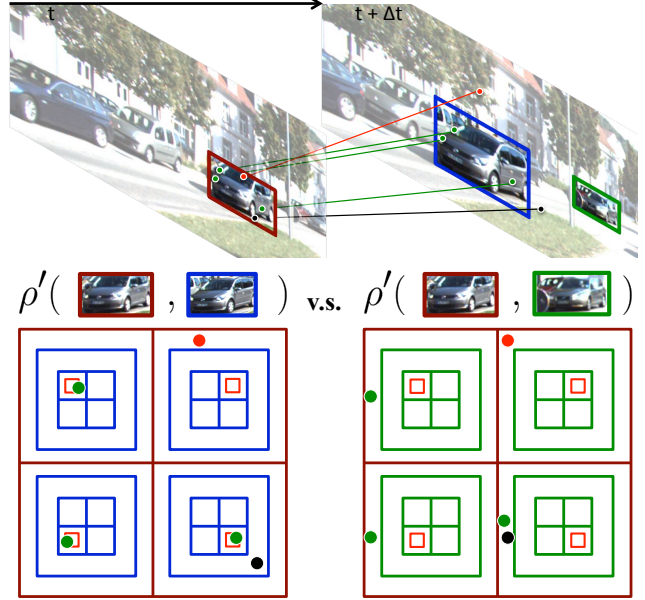 t t + Δt
ρ′( , ) v.s. ρ′( , )